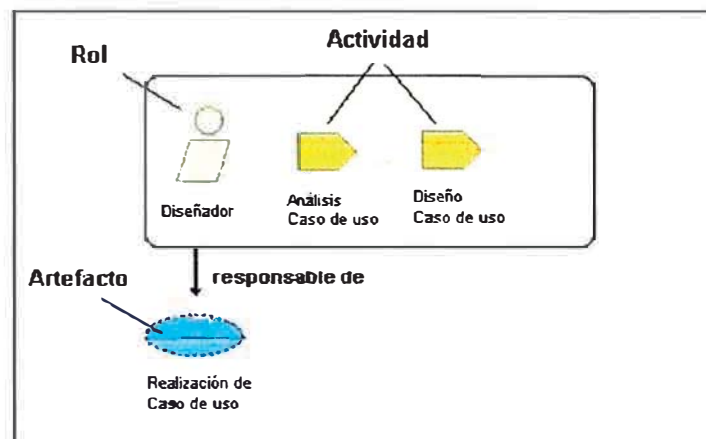 Actividad
Rol
Diseñador
Análisis
Caso de uso
Diseño
Caso de uso
Artefacto
responsable de
Realización de
Caso de uso